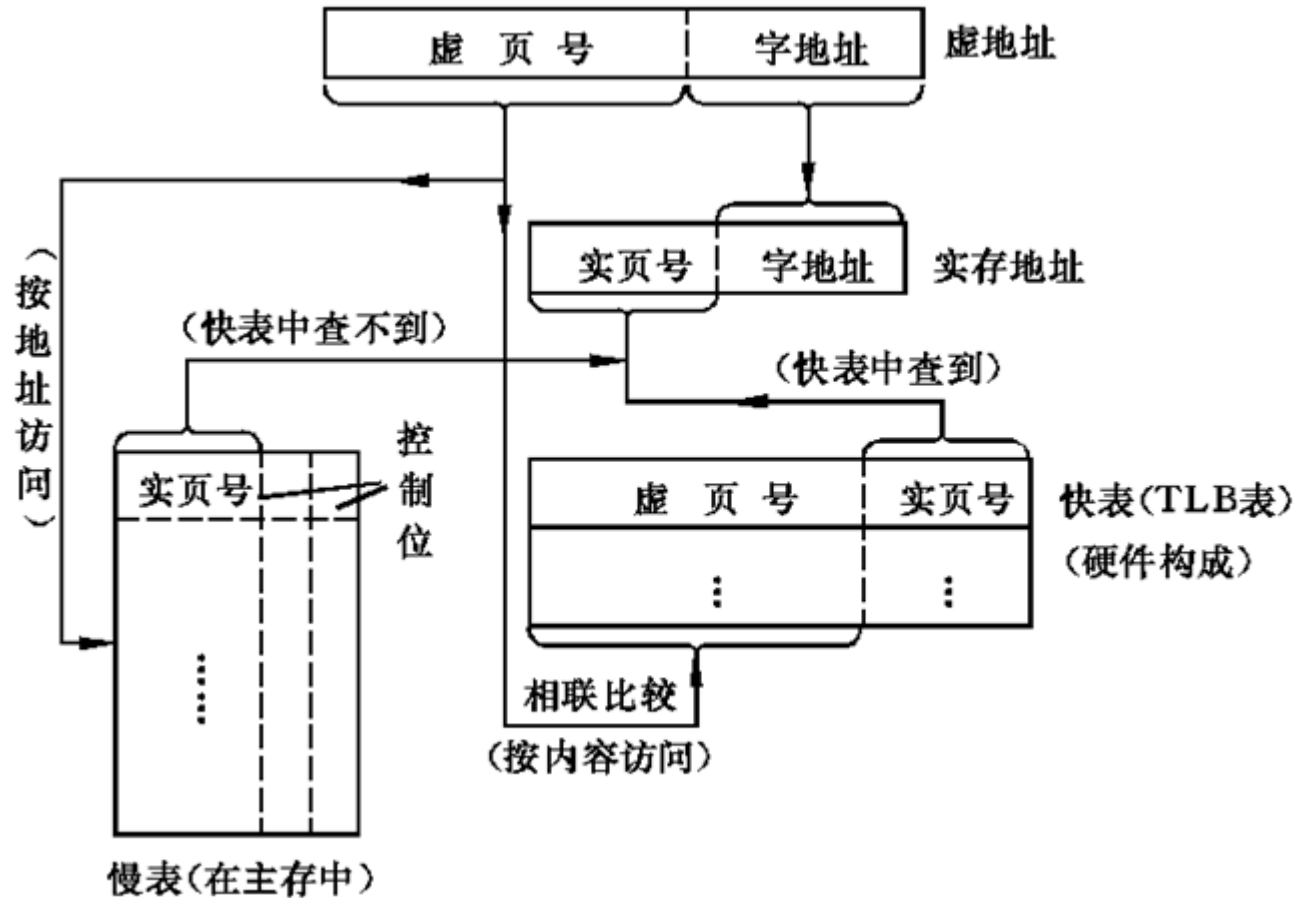 虚 页 号 字地址 虚地址
实页号 字地址 实存地址
（按地址访问）
（快表中查不到）
（快表中查到）
控制位
实页号
虚 页 号 实页号 快表(TLB表)
⋮ ⋮ （硬件构成）
⋮
相联比较
（按内容访问）
慢表(在主存中)